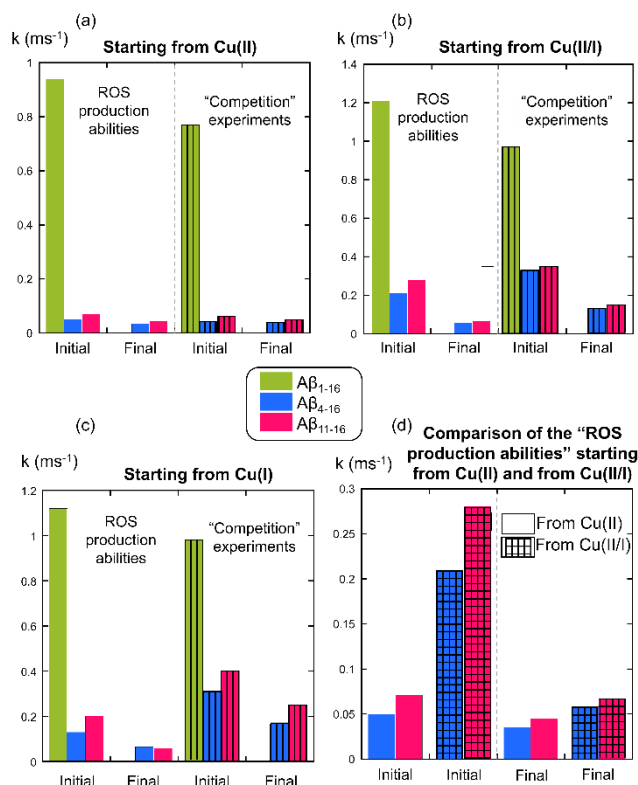 (a)
k (ms⁻¹)
Starting from Cu(II)
1
0.8
0.6
0.4
0.2
0
ROS
production
abilities
“Competition”
experiments
Initial
Final
Initial
Final
(b)
k (ms⁻¹)
Starting from Cu(II/I)
1.4
1.2
1
0.8
0.6
0.4
0.2
0
ROS
production
abilities
“Competition”
experiments
Initial
Final
Initial
Final
Aβ₁₋₁₆
Aβ₄₋₁₆
Aβ₁₁₋₁₆
(c)
k (ms⁻¹)
Starting from Cu(I)
1.2
1
0.8
0.6
0.4
0.2
0
ROS
production
abilities
“Competition”
experiments
Initial
Final
Initial
Final
(d)
Comparison of the “ROS
production abilities” starting
from Cu(II) and from Cu(II/I)
k (ms⁻¹)
0.3
0.25
0.2
0.15
0.1
0.05
0
From Cu(II)
From Cu(II/I)
Initial
Initial
Final
Final